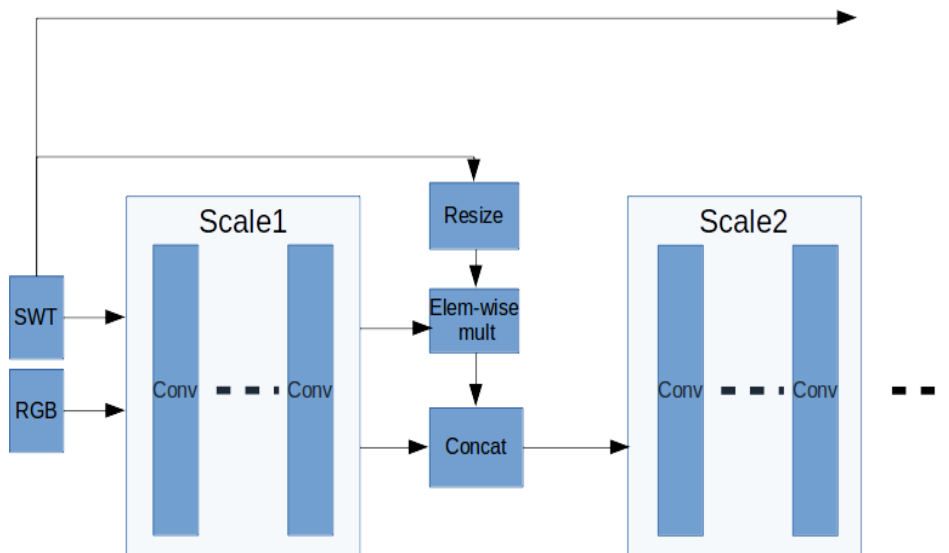 Resize
Scale1
Scale2
SWT
Elem-wise
mult
RGB
Conv
Conv
Conv
Conv
Concat